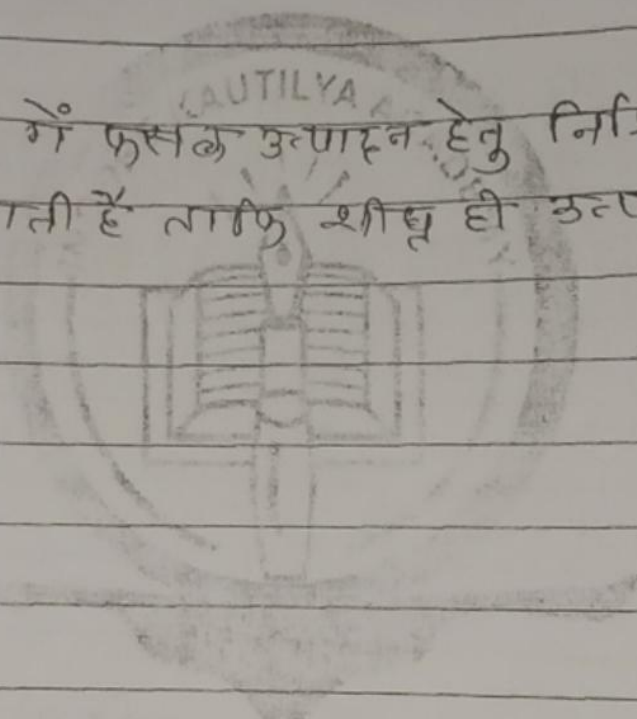 KAUTILYA
में फसल उत्पादन हेतु
है ताकि शीघ्र ही